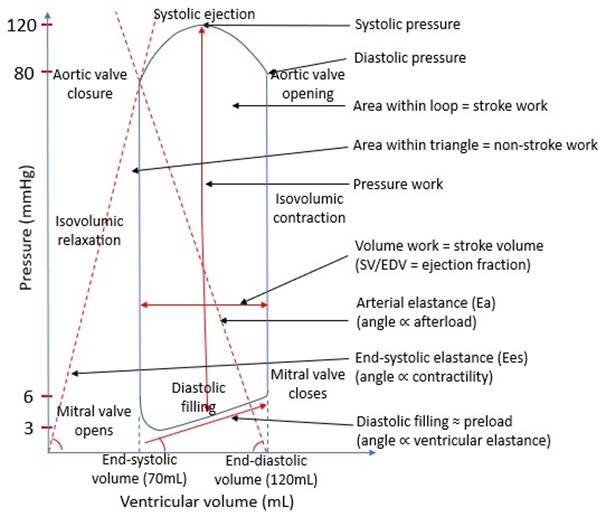 120
Systolic ejection
Systolic pressure
80
Diastolic pressure
Aortic valve
closure
Aortic valve
opening
Area within loop = stroke work
Area within triangle = non-stroke work
Pressure work
Isovolumic
relaxation
Isovolumic
contraction
Volume work = stroke volume
(SV/EDV = ejection fraction)
Arterial elastance (Ea)
(angle ∝ afterload)
End-systolic elastance (Ees)
(angle ∝ contractility)
Pressure (mmHg)
Mitral valve
closes
Diastolic
filling
6
Mitral valve
opens
3
Diastolic filling ≈ preload
(angle ∝ ventricular elastance)
End-systolic
volume (70mL)
End-diastolic
volume (120mL)
Ventricular volume (mL)